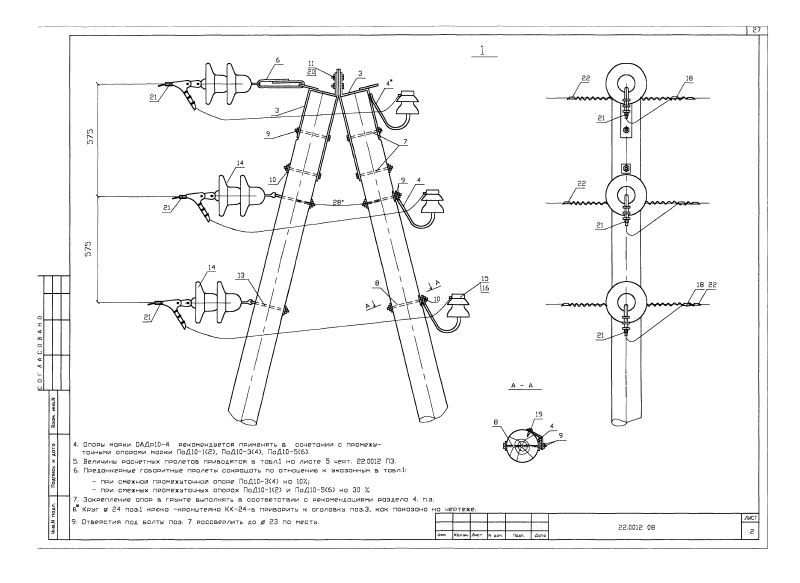 27
1
6
11
20
3
4*
21
3
9
7
575
14
10
9
4
28°
21
575
14
13
8
А
А
10
15
16
21
22
18
21
22
21
18 22
21
А - А
19
8
4
9
4. Опоры марки ОАДр10-4 рекомендуется применять в сочетании с промежу-
точными опорами марки ПоД10-1(2), ПоД10-3(4), ПоД10-5(6).
5. Величины расчетных пролетов приводятся в табл.1 на листе 5 черт. 22.0012 ПЗ.
6. Преданкерные габаритные пролеты сокращать по отношению к указанным в табл.1:
- при смежной промежуточной опоре ПоД10-3(4) на 10%;
- при смежных промежуточных опорах ПоД10-1(2) и ПоД10-5(6) на 30 %
7. Закрепление опор в грунте выполнять в соответствии с рекомендациями раздела 4. п.з.
8.* Круг ø 24 поз.1 крюка -кронштейна КК-24-в приварить к оголовку поз.3, как показано на чертеже.
9. Отверстия под болты поз. 7 рассверлить до ø 23 по месту.
СОГЛАСОВАНО
Взам. инв.N
Подпись и дата
Инв.N подл.
Изм. Кол.уч Лист N док. Подп. Дата
22.0012 08
ЛИСТ
2